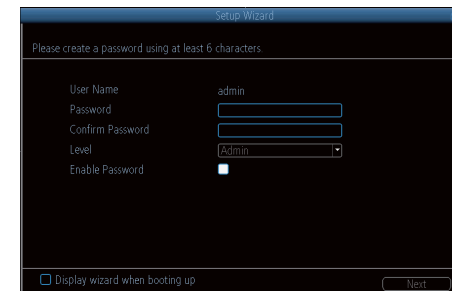 Setup Wizard
Please create a password using at least 6 characters.
User Name admin
Password
Confirm Password
Level Admin
Enable Password
Display wizard when booting up
Next